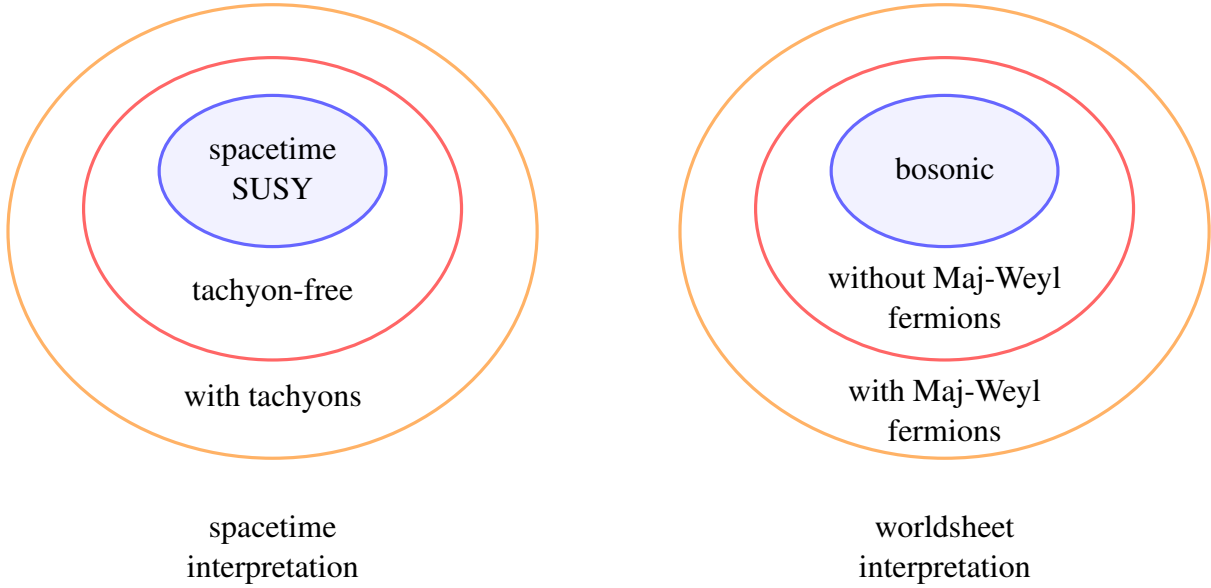 spacetime
SUSY
tachyon-free
with tachyons
spacetime
interpretation
bosonic
without Maj-Weyl
fermions
with Maj-Weyl
fermions
worldsheet
interpretation